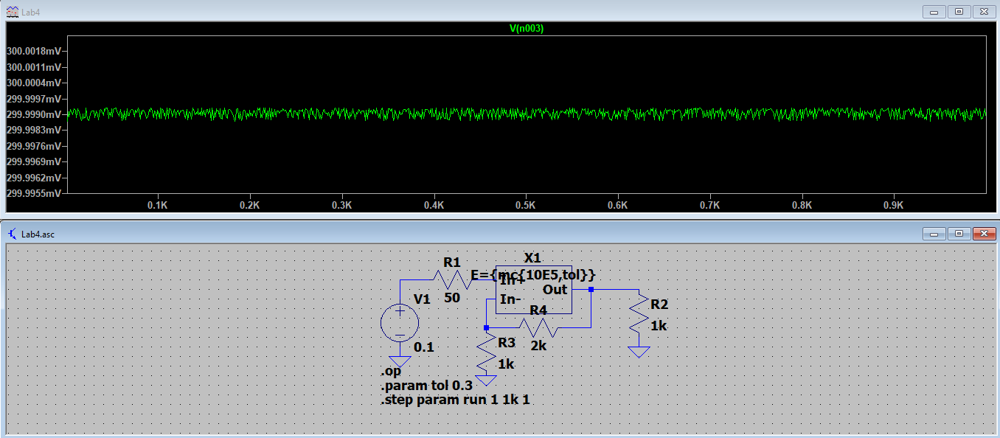 Lab4
V(n003)
300.0018mV
300.0011mV
300.0004mV
299.9997mV
299.9990mV
299.9983mV
299.9976mV
299.9969mV
299.9962mV
299.9955mV
0.1K 0.2K 0.3K 0.4K 0.5K 0.6K 0.7K 0.8K 0.9K
Lab4.asc
X1
R1
E={mc{10E5,tol}}
In+
Out
50
V1
In-
R4
R2
1k
R3
2k
0.1
1k
.op
.param tol 0.3
.step param run 1 1k 1